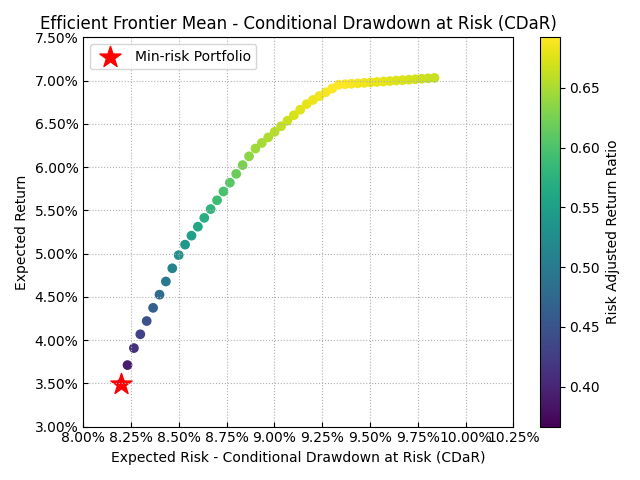 Efficient Frontier Mean - Conditional Drawdown at Risk (CDaR)
Min-risk Portfolio
7.50%
7.00%
6.50%
6.00%
5.50%
5.00%
4.50%
4.00%
3.50%
3.00%
Expected Return
8.00% 8.25% 8.50% 8.75% 9.00% 9.25% 9.50% 9.75% 10.00% 10.25%
Expected Risk - Conditional Drawdown at Risk (CDaR)
0.65
0.60
0.55
0.50
0.45
0.40
Risk Adjusted Return Ratio